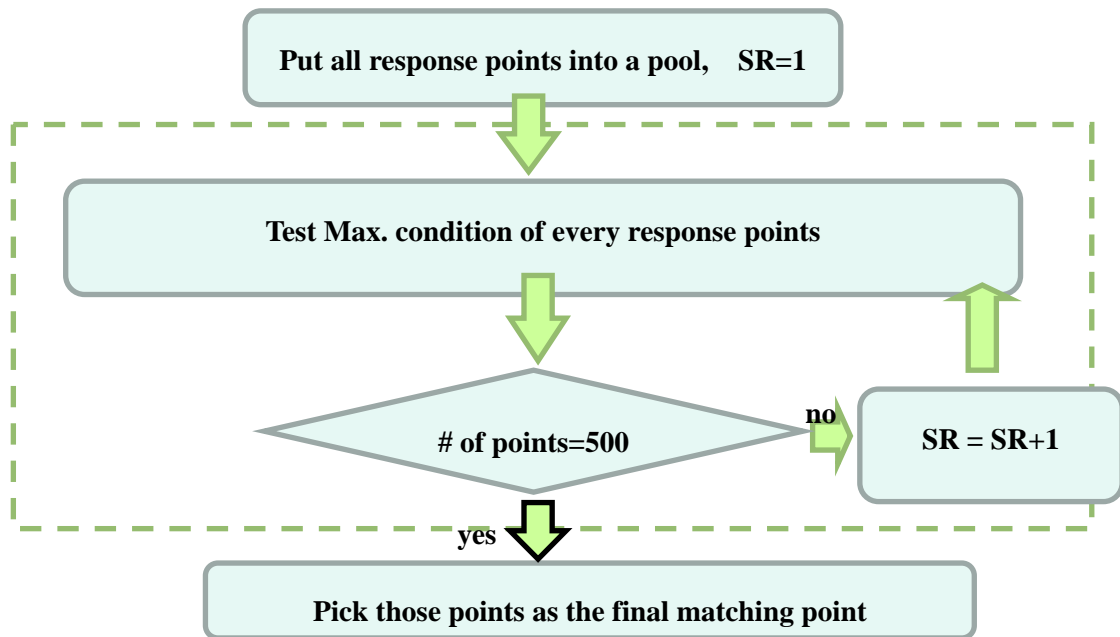 Put all response points into a pool, SR=1
Test Max. condition of every response points
# of points=500
no
SR = SR+1
yes
Pick those points as the final matching point